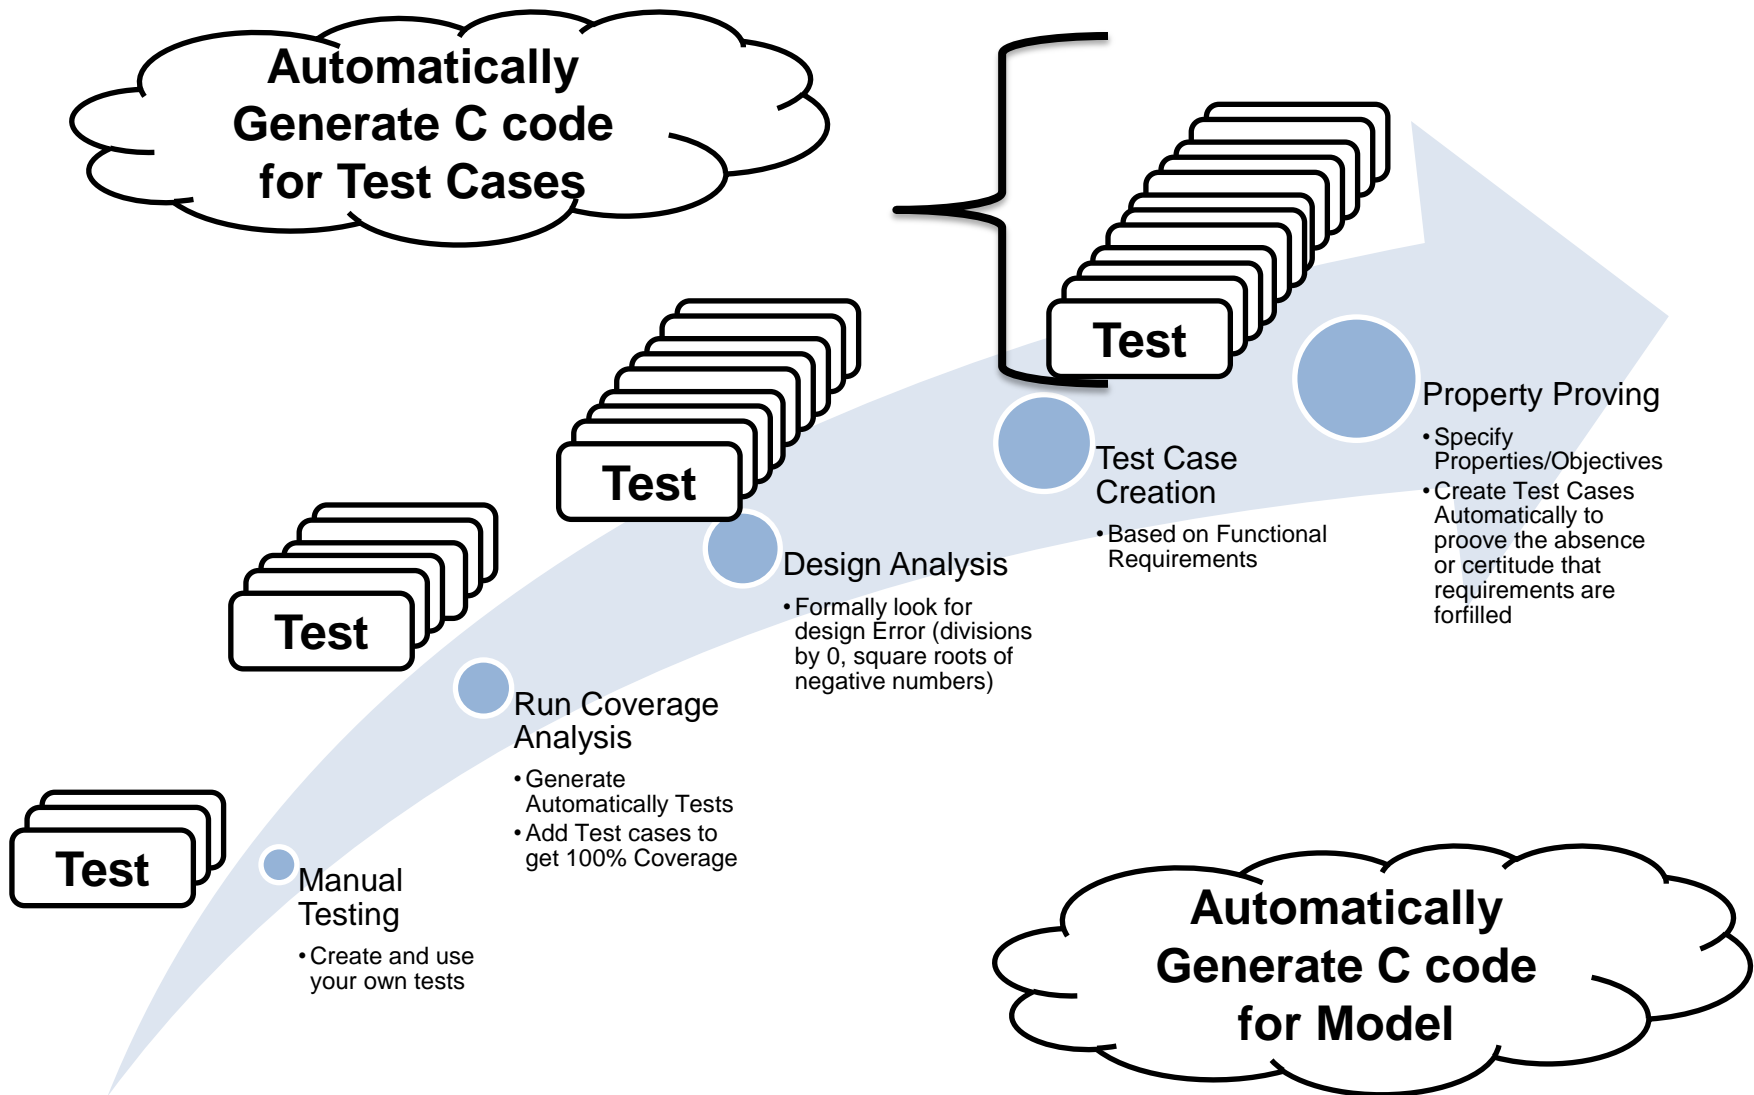 Automatically
Generate C code
for Test Cases
Test
Test
Test
Test
Manual
Testing
• Create and use
your own tests
Run Coverage
Analysis
• Generate
Automatically Tests
• Add Test cases to
get 100% Coverage
Design Analysis
• Formally look for
design Error (divisions
by 0, square roots of
negative numbers)
Test Case
Creation
• Based on Functional
Requirements
Property Proving
• Specify
Properties/Objectives
• Create Test Cases
Automatically to
proove the absence
or certitude that
requirements are
forfilled
Automatically
Generate C code
for Model